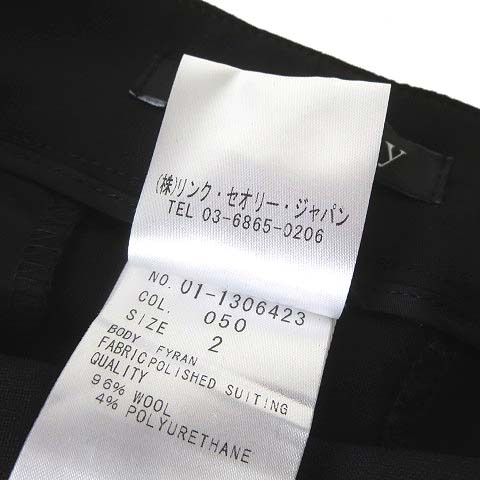 y
(株)リンク・セオリー・ジャパン
TEL 03-6865-0206
NO. 01-1306423
COL. 050
SIZE 2
BODY FYRAN
FABRIC POLISHED SUITING
QUALITY
96% WOOL
4% POLYURETHANE